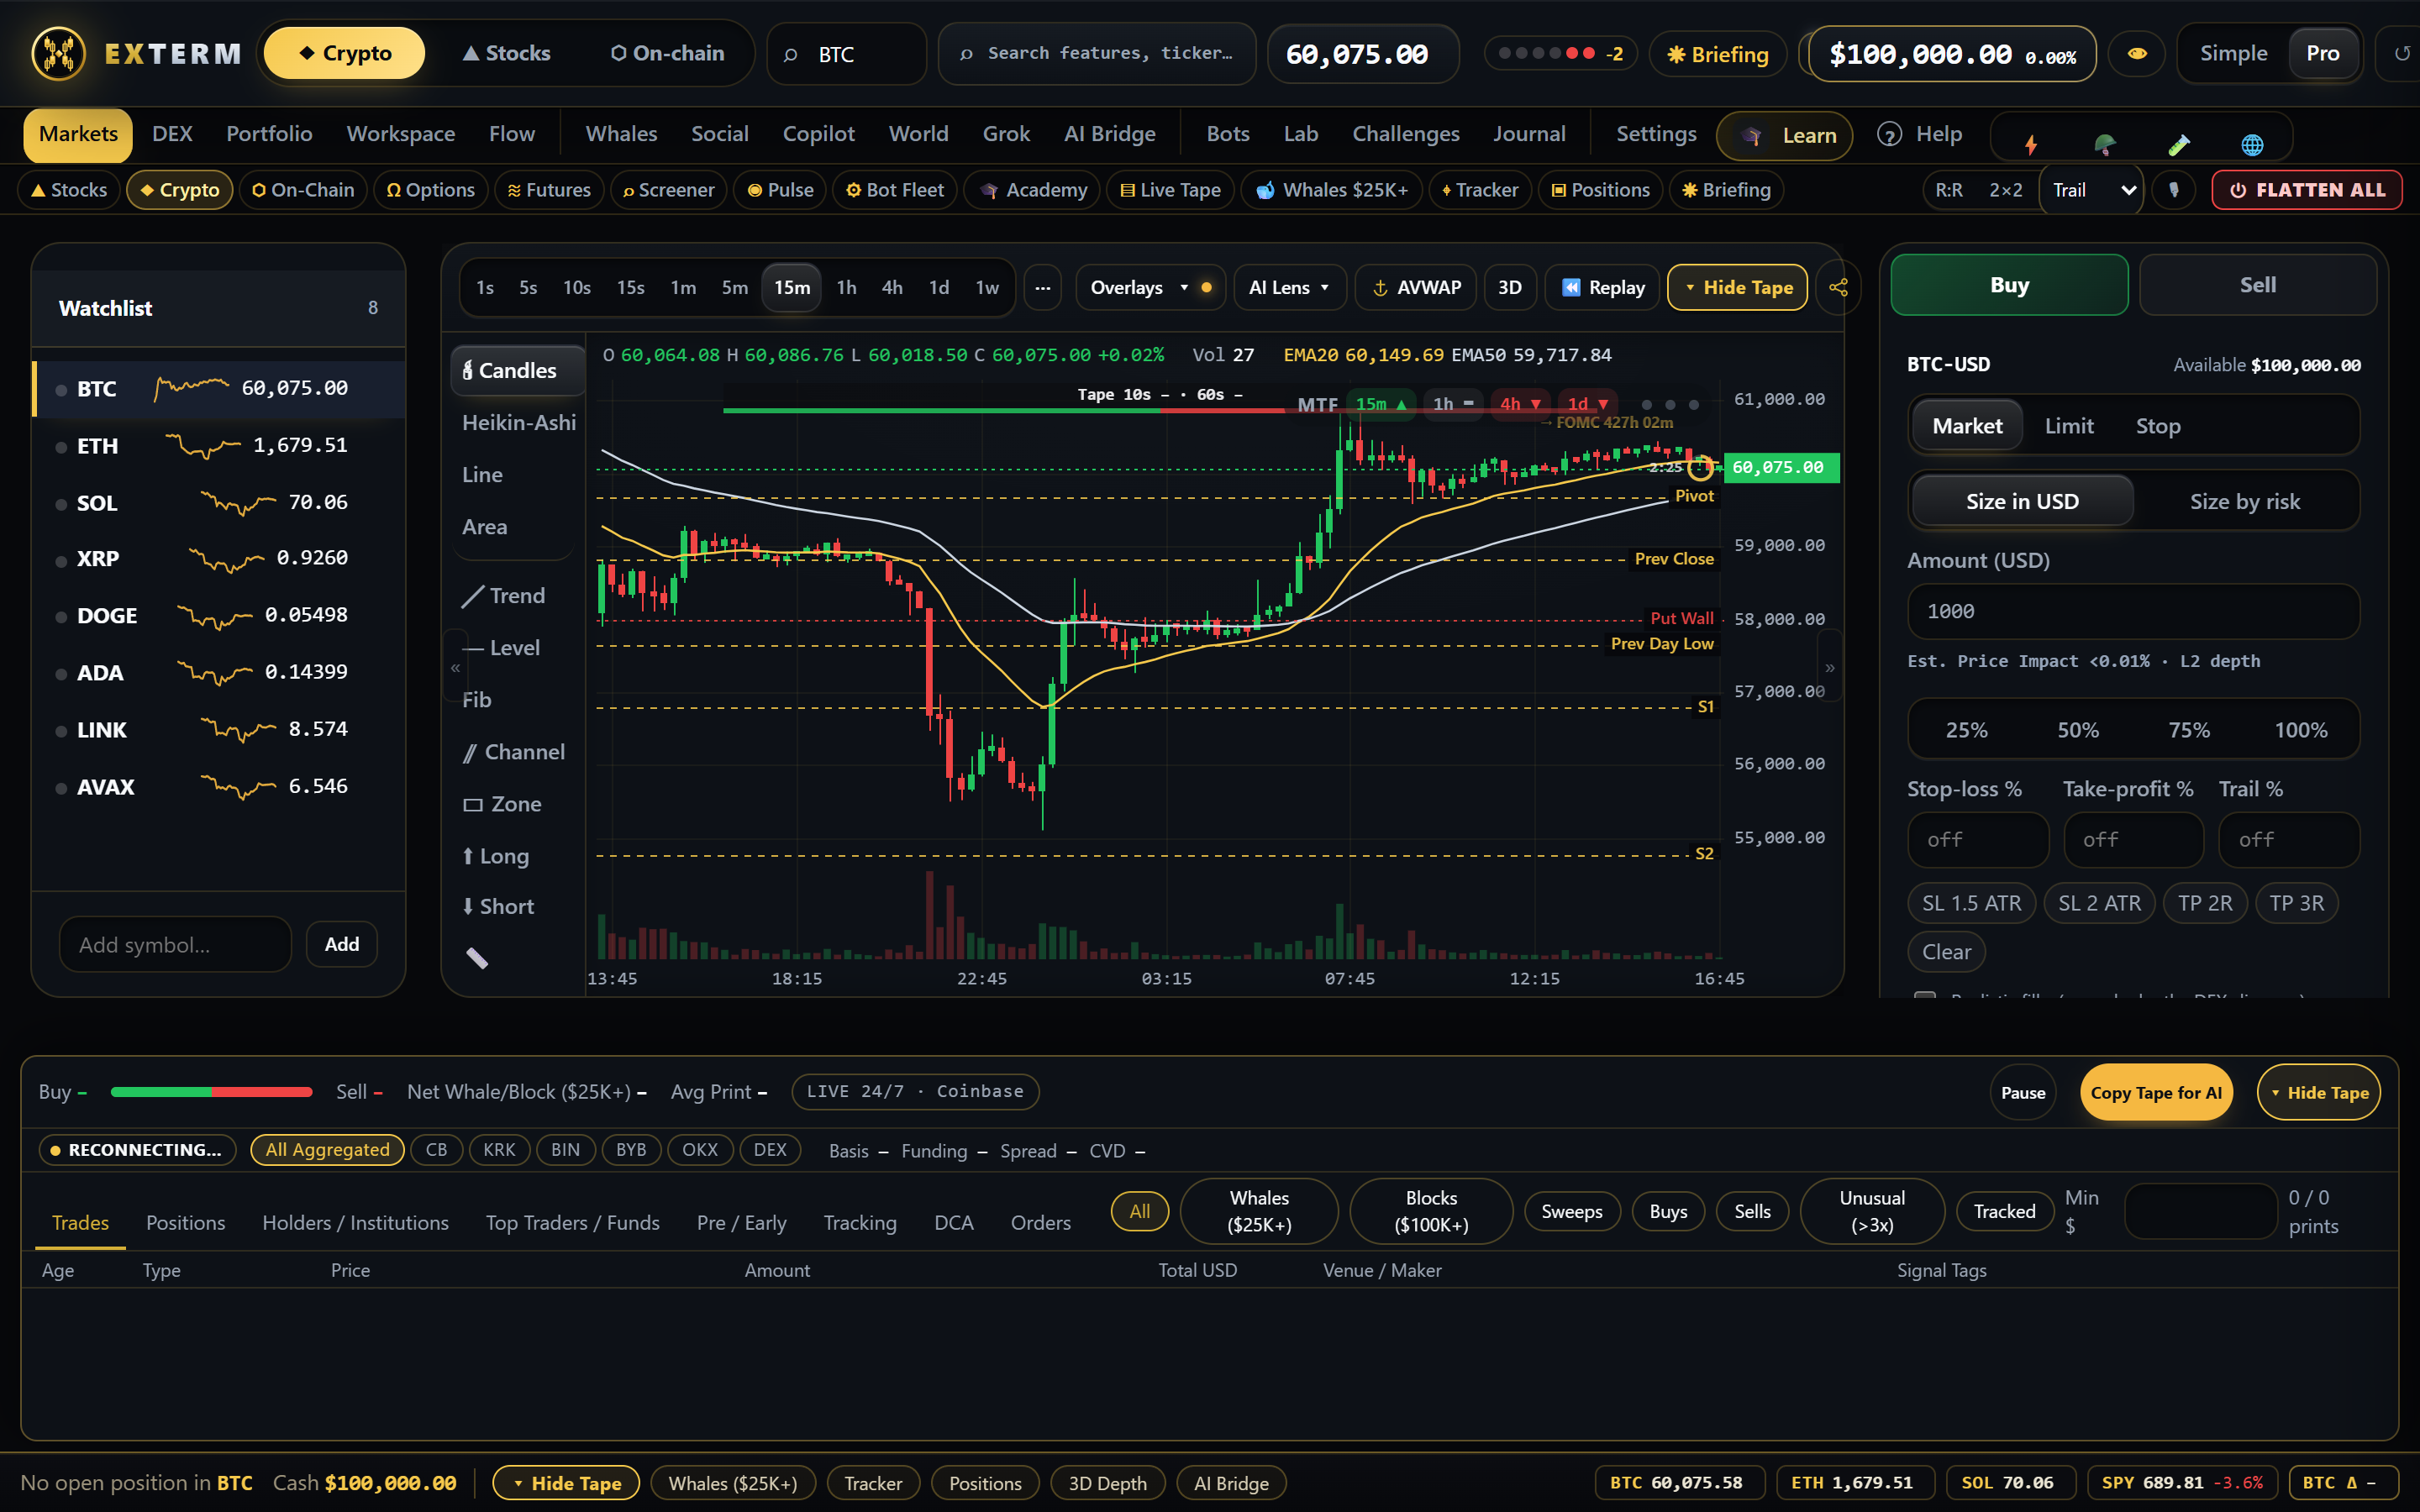 EXTERM
Crypto
Stocks
On-chain
BTC
Search features, ticker…
60,075.00
-2
Briefing
$100,000.00 0.00%
Simple
Pro
Markets
DEX
Portfolio
Workspace
Flow
Whales
Social
Copilot
World
Grok
AI Bridge
Bots
Lab
Challenges
Journal
Settings
Learn
Help
Stocks
Crypto
On-Chain
Options
Futures
Screener
Pulse
Bot Fleet
Academy
Live Tape
Whales $25K+
Tracker
Positions
Briefing
R:R
2×2
Trail
FLATTEN ALL
Watchlist 8
BTC 60,075.00
ETH 1,679.51
SOL 70.06
XRP 0.9260
DOGE 0.05498
ADA 0.14399
LINK 8.574
AVAX 6.546
Add symbol...
Add
1s 5s 10s 15s 1m 5m 15m 1h 4h 1d 1w
...
Overlays
AI Lens
AVWAP
3D
Replay
Hide Tape
Candles
Heikin-Ashi
Line
Area
Trend
Level
Fib
Channel
Zone
Long
Short
«
O 60,064.08 H 60,086.76 L 60,018.50 C 60,075.00 +0.02% Vol 27 EMA20 60,149.69 EMA50 59,717.84
Tape 10s – · 60s –
MTF 15m ▲ 1h 4h ▼ 1d ▼
→ FOMC 427h 02m
2:25
61,000.00
60,075.00
Pivot
59,000.00
Prev Close
Put Wall
58,000.00
Prev Day Low
»
57,000.00
S1
56,000.00
55,000.00
S2
13:45 18:15 22:45 03:15 07:45 12:15 16:45
Buy
Sell
BTC-USD
Available $100,000.00
Market
Limit
Stop
Size in USD
Size by risk
Amount (USD)
1000
Est. Price Impact <0.01% · L2 depth
25% 50% 75% 100%
Stop-loss % Take-profit % Trail %
off off off
SL 1.5 ATR
SL 2 ATR
TP 2R
TP 3R
Clear
Buy –
Sell –
Net Whale/Block ($25K+) –
Avg Print –
LIVE 24/7 · Coinbase
Pause
Copy Tape for AI
Hide Tape
RECONNECTING…
All Aggregated
CB
KRK
BIN
BYB
OKX
DEX
Basis –
Funding –
Spread –
CVD –
Trades
Positions
Holders / Institutions
Top Traders / Funds
Pre / Early
Tracking
DCA
Orders
All
Whales
($25K+)
Blocks
($100K+)
Sweeps
Buys
Sells
Unusual
(>3x)
Tracked
Min
$
0 / 0
prints
Age Type Price Amount Total USD Venue / Maker Signal Tags
No open position in BTC
Cash $100,000.00
Hide Tape
Whales ($25K+)
Tracker
Positions
3D Depth
AI Bridge
BTC 60,075.58
ETH 1,679.51
SOL 70.06
SPY 689.81 -3.6%
BTC Δ –